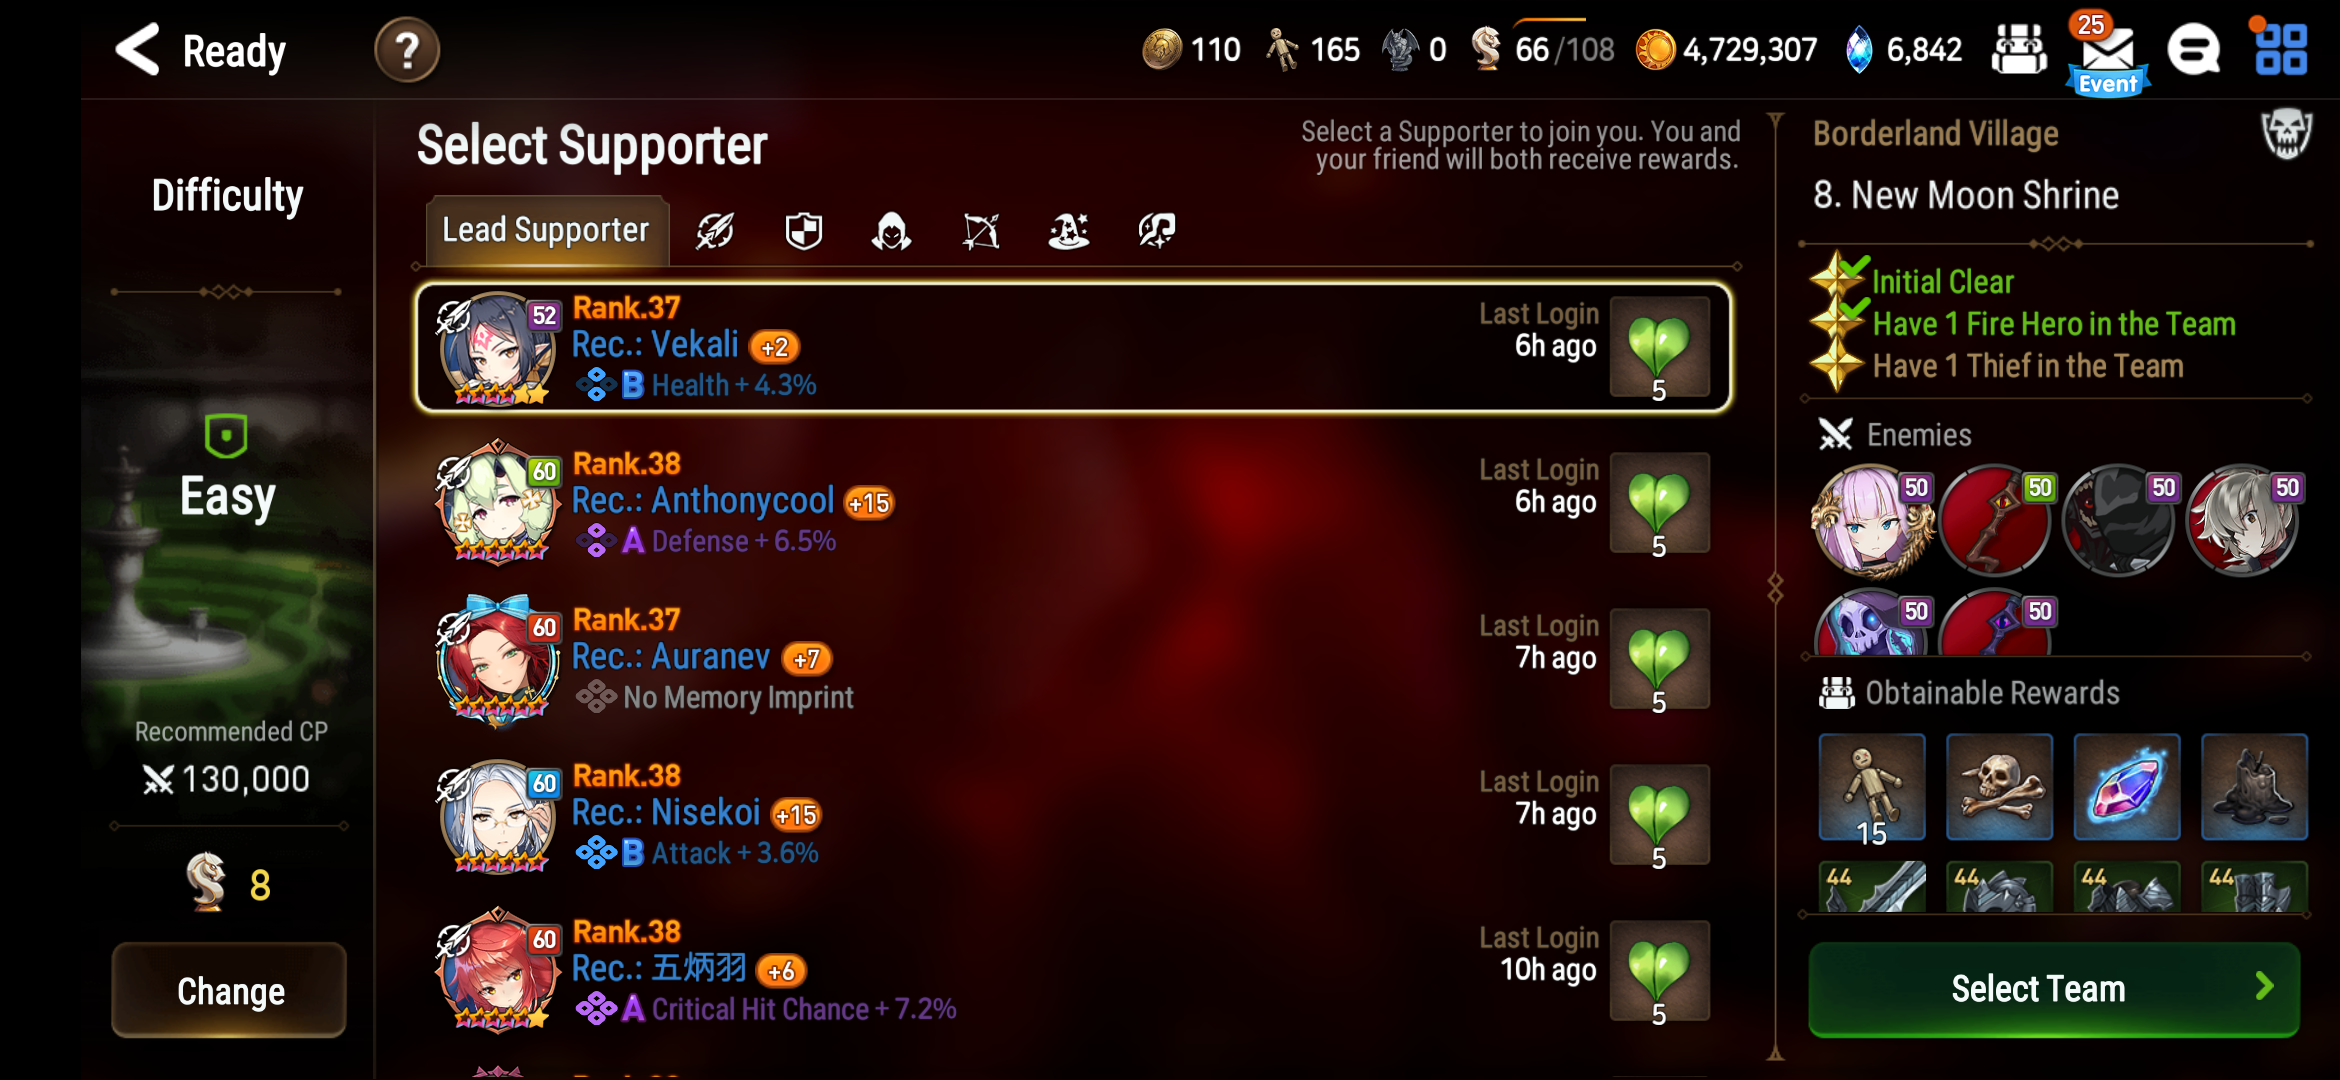 Ready
?
110
165
0
66/108
4,729,307
6,842
25
Event
Difficulty
Easy
Recommended CP
130,000
8
Change
Select Supporter
Select a Supporter to join you. You and
your friend will both receive rewards.
Lead Supporter
52
Rank.37
Rec.: Vekali +2
B Health + 4.3%
Last Login
6h ago
5
60
Rank.38
Rec.: Anthonycool +15
A Defense + 6.5%
Last Login
6h ago
5
60
Rank.37
Rec.: Auranev +7
No Memory Imprint
Last Login
7h ago
5
60
Rank.38
Rec.: Nisekoi +15
B Attack + 3.6%
Last Login
7h ago
5
60
Rank.38
Rec.: 五炳羽 +6
A Critical Hit Chance + 7.2%
Last Login
10h ago
5
Borderland Village
8. New Moon Shrine
Initial Clear
Have 1 Fire Hero in the Team
Have 1 Thief in the Team
Enemies
50 50 50 50
50 50
Obtainable Rewards
15
44 44 44 44
Select Team